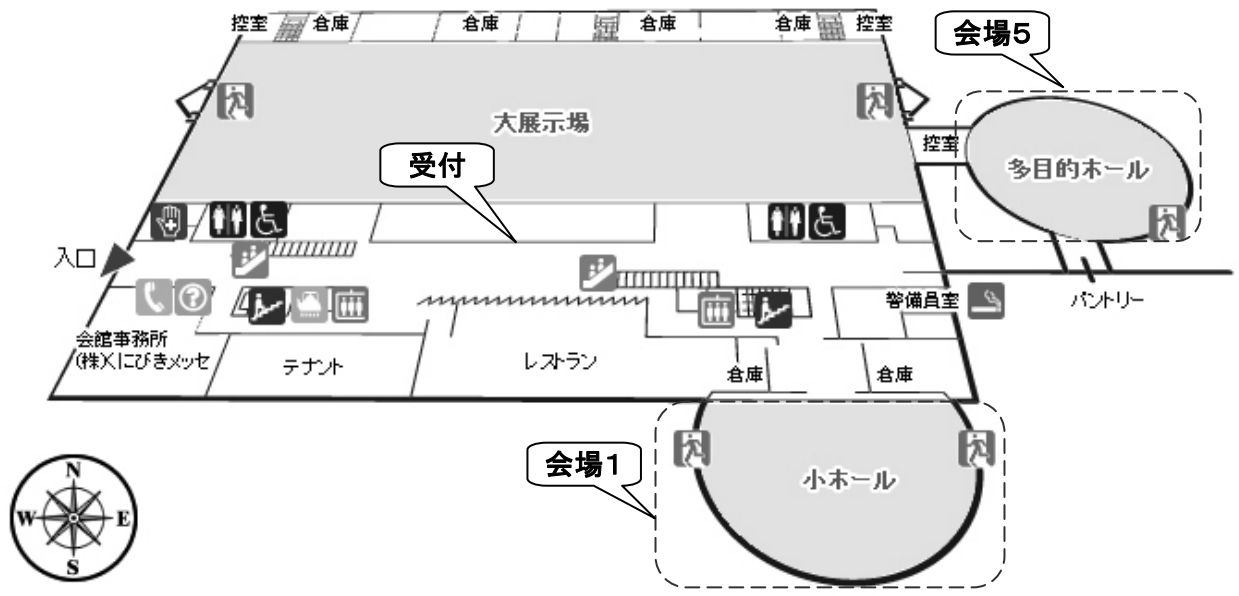 控室
倉庫
倉庫
倉庫
倉庫
控室
会場5
大展示場
受付
控室
多目的ホール
入口
警備員室
パントリー
会館事務所
(株)くにびきメッセ
テナント
レストラン
倉庫
倉庫
会場1
小ホール
N
W
E
S